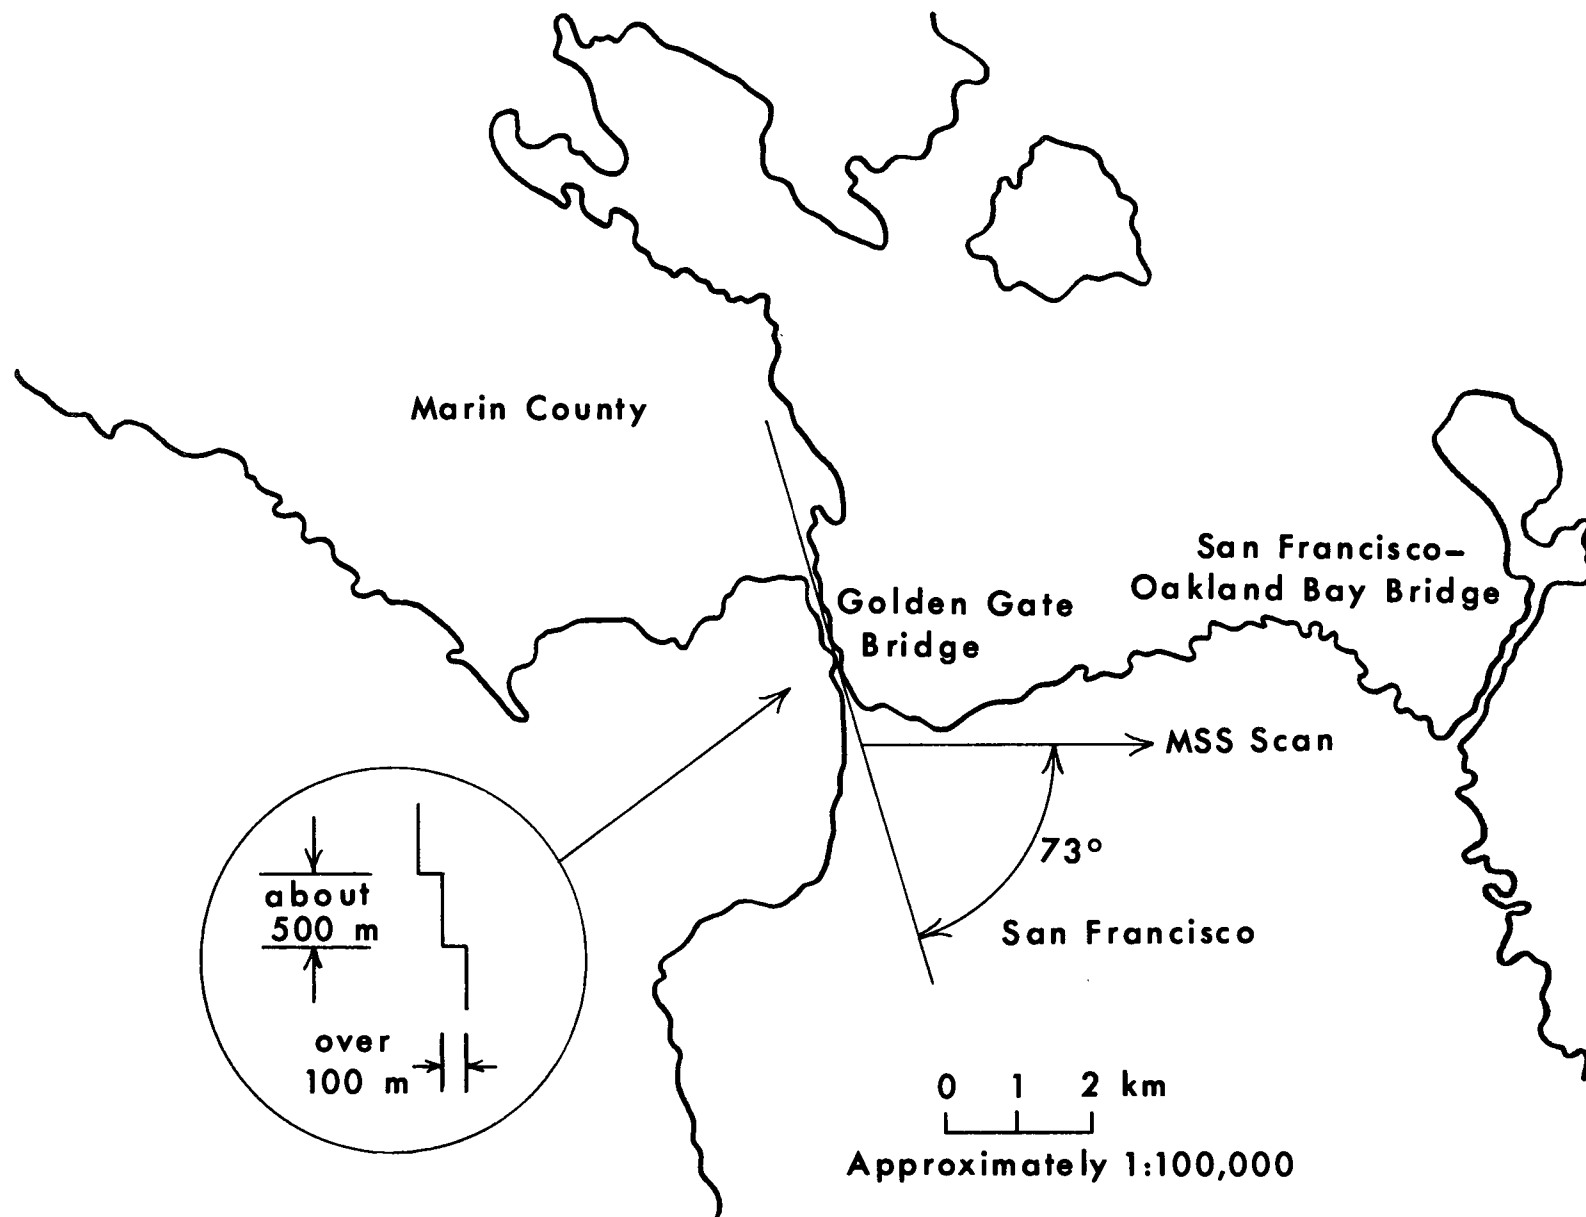 Marin County
San Francisco–
Oakland Bay Bridge
Golden Gate
Bridge
MSS Scan
73°
about
500 m
San Francisco
over
100 m
0 1 2 km
Approximately 1:100,000